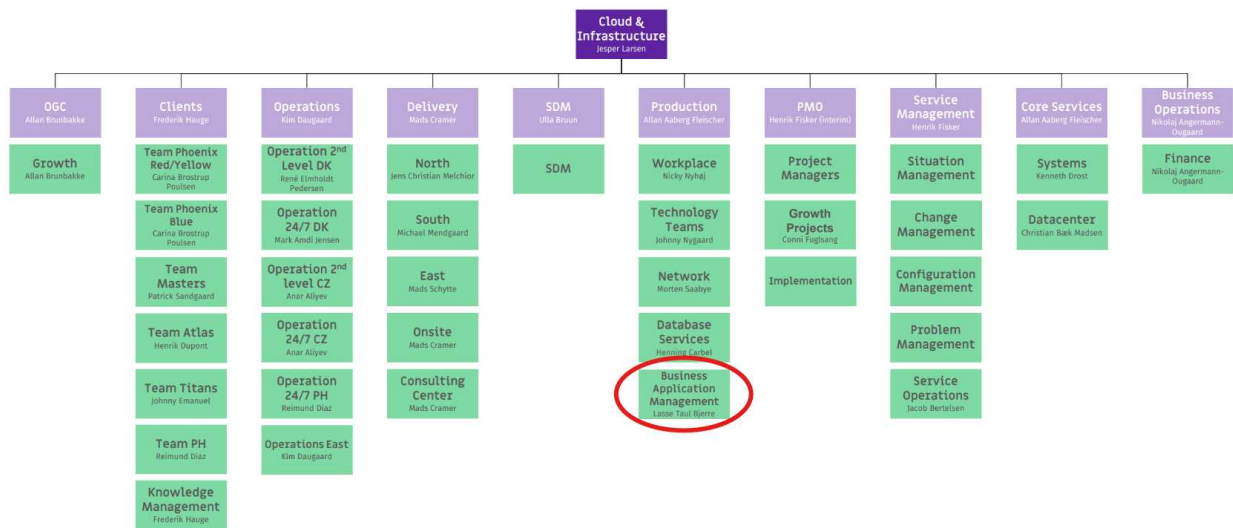 Cloud &
Infrastructure
Jesper Larsen
OGC
Allan Brunbakke
Growth
Allan Brunbakke
Clients
Frederik Hauge
Team Phoenix
Red/Yellow
Carina Brostrup
Poulsen
Team Phoenix
Blue
Carina Brostrup
Poulsen
Team
Masters
Patrick Sandgaard
Team Atlas
Henrik Dupont
Team Titans
Johnny Emanuel
Team PH
Reimund Diaz
Knowledge
Management
Frederik Hauge
Operations
Kim Daugaard
Operation 2nd
Level DK
René Elmholdt
Pedersen
Operation
24/7 DK
Mark Amdi Jensen
Operation 2nd
level CZ
Anar Aliyev
Operation
24/7 CZ
Anar Aliyev
Operation
24/7 PH
Reimund Diaz
Operations East
Kim Daugaard
Delivery
Mads Cramer
North
Jens Christian Melchior
South
Michael Mendgaard
East
Mads Schytte
Onsite
Mads Cramer
Consulting
Center
Mads Cramer
SDM
Ulla Bruun
SDM
Production
Allan Aaberg Fleischer
Workplace
Nicky Nyhøj
Technology
Teams
Johnny Nygaard
Network
Morten Saabye
Database
Services
Henning Carbel
Business
Application
Management
Lasse Taul Bjerre
PMO
Henrik Fisker (interim)
Project
Managers
Growth
Projects
Conni Fuglsang
Implementation
Service
Management
Henrik Fisker
Situation
Management
Change
Management
Configuration
Management
Problem
Management
Service
Operations
Jacob Bertelsen
Core Services
Allan Aaberg Fleischer
Systems
Kenneth Drost
Datacenter
Christian Bæk Madsen
Business
Operations
Nikolaj Angermann-
Ougaard
Finance
Nikolaj Angermann-
Ougaard